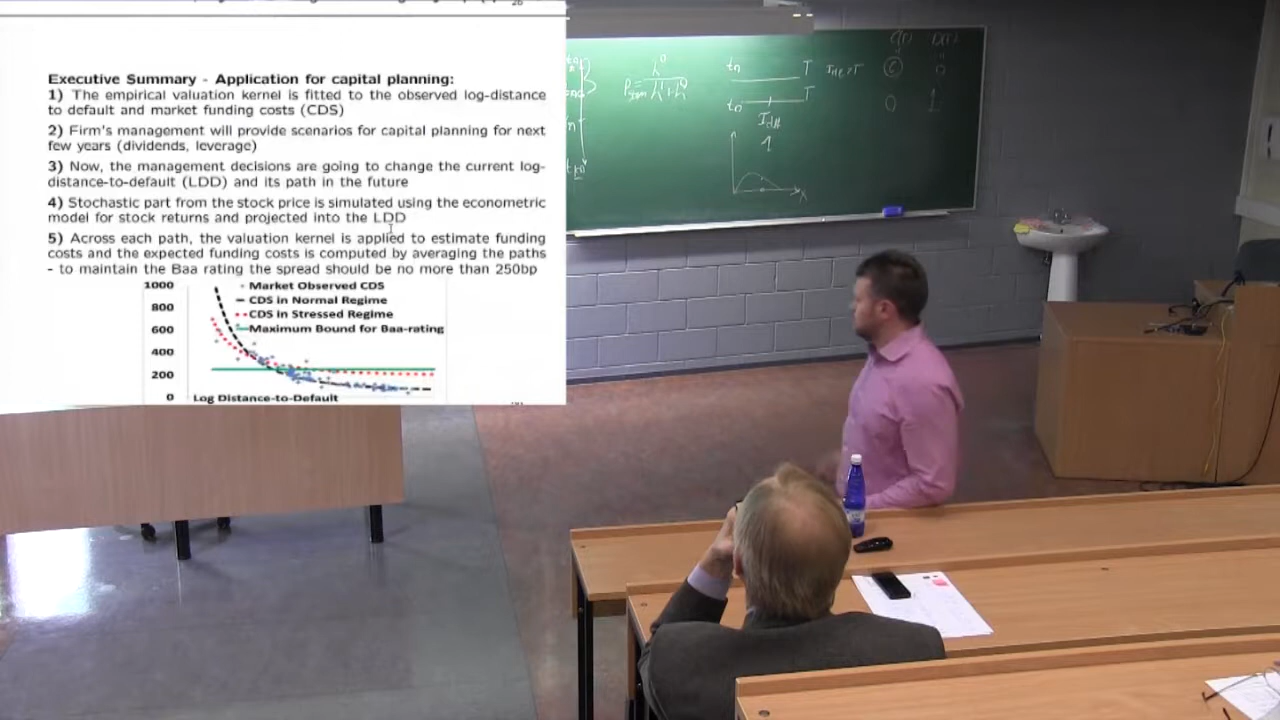 26
Executive Summary - Application for capital planning:
1) The empirical valuation kernel is fitted to the observed log-distance
to default and market funding costs (CDS)
2) Firm's management will provide scenarios for capital planning for next
few years (dividends, leverage)
3) Now, the management decisions are going to change the current log-
distance-to-default (LDD) and its path in the future
4) Stochastic part from the stock price is simulated using the econometric
model for stock returns and projected into the LDD
5) Across each path, the valuation kernel is applied to estimate funding
costs and the expected funding costs is computed by averaging the paths
- to maintain the Baa rating the spread should be no more than 250bp
1000
800
600
400
200
0
Market Observed CDS
CDS in Normal Regime
CDS in Stressed Regime
Maximum Bound for Baa-rating
Log Distance-to-Default
tn T
tn T
1
x
0 1